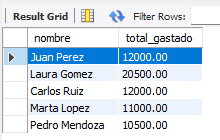 Result Grid Filter Rows:
nombre total_gastado
Juan Perez 12000.00
Laura Gomez 20500.00
Carlos Ruiz 12000.00
Marta Lopez 11000.00
Pedro Mendoza 10500.00